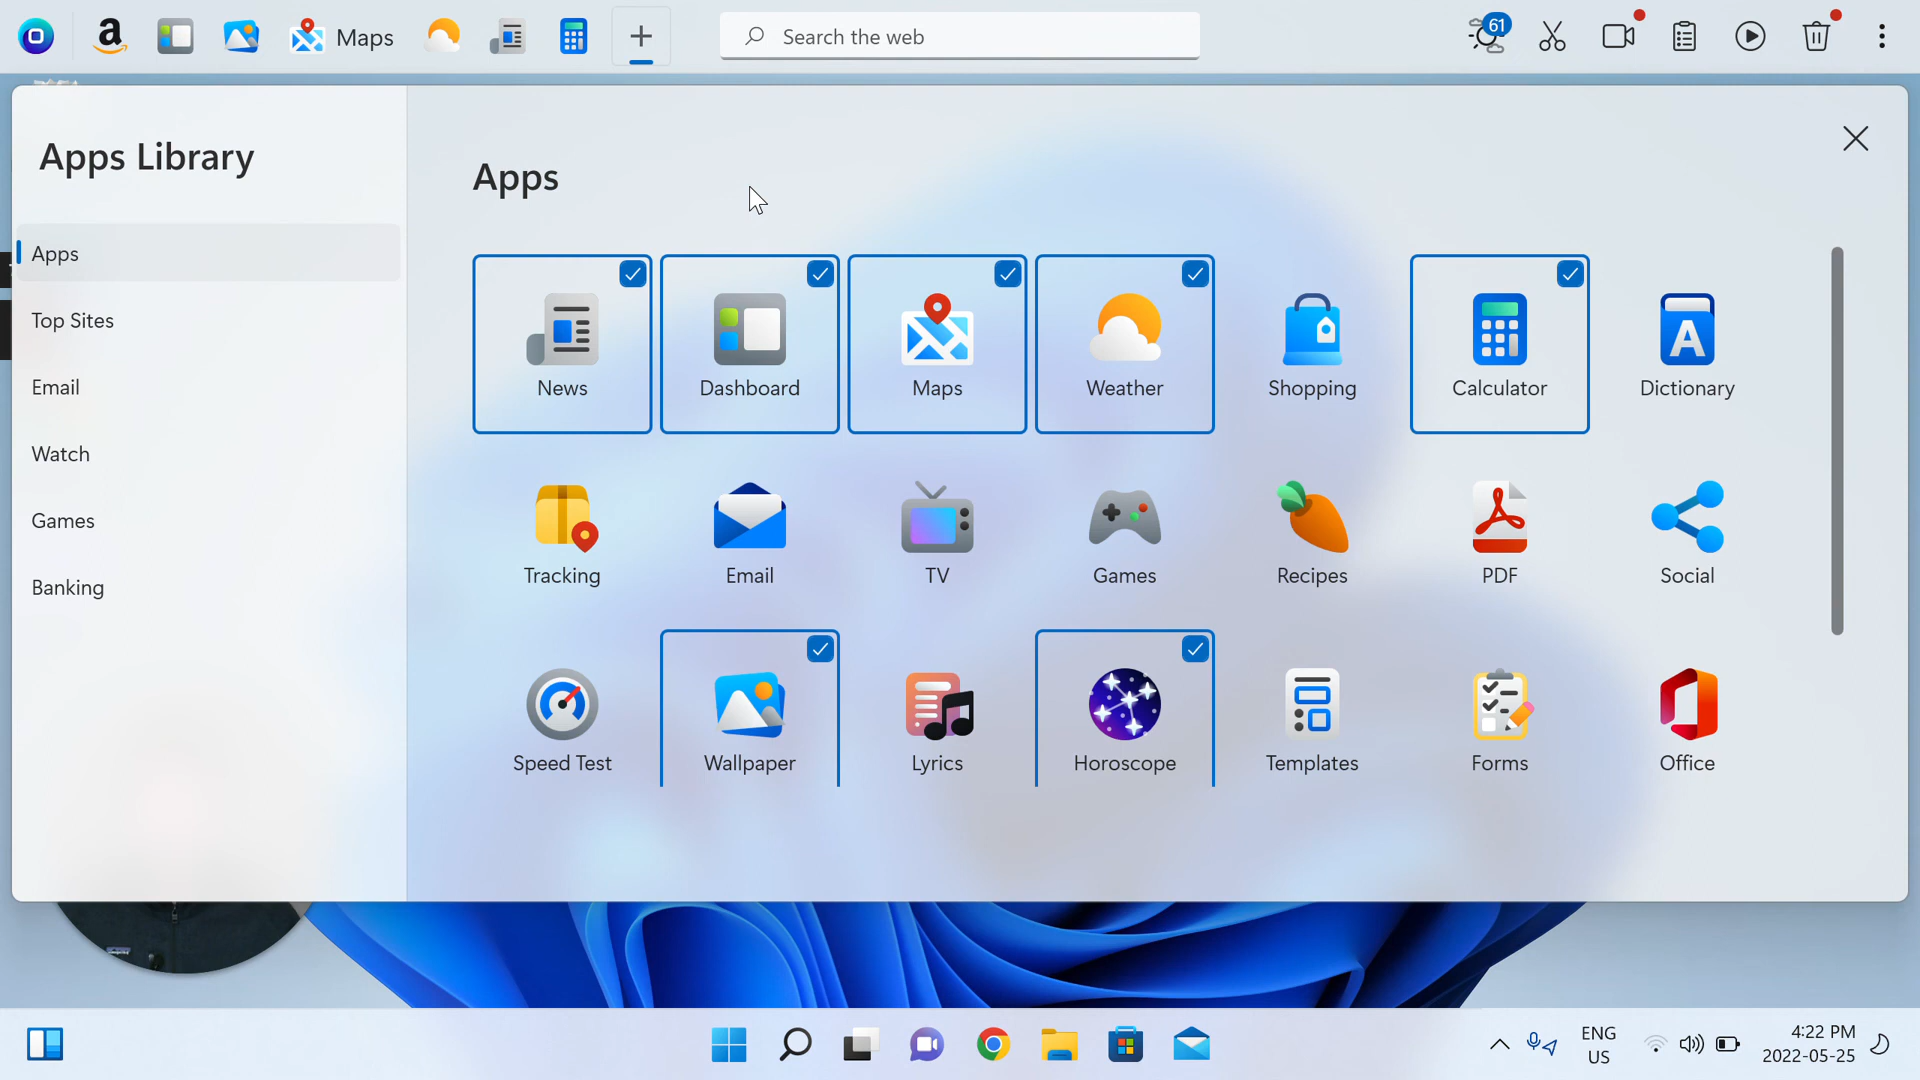 Maps
Search the web
61
Apps Library
Apps
Top Sites
Email
Watch
Games
Banking
Apps
News
Dashboard
Maps
Weather
Shopping
Calculator
A
Dictionary
Tracking
Email
TV
Games
Recipes
PDF
Social
Speed Test
Wallpaper
Lyrics
Horoscope
Templates
Forms
Office
ENG
US
4:22 PM
2022-05-25